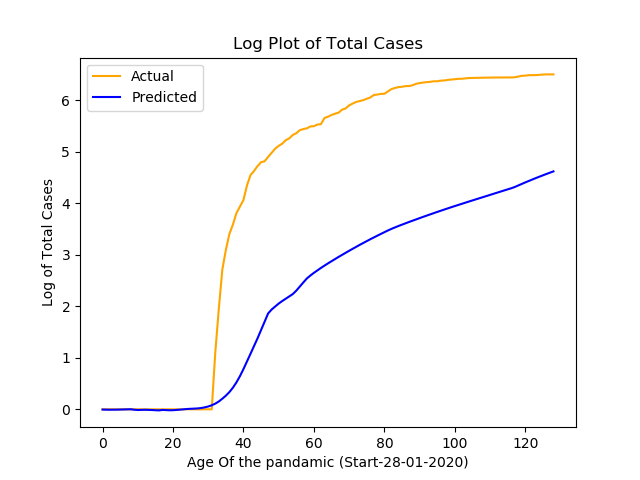 Log Plot of Total Cases
Actual
Predicted
6
5
4
3
2
1
0
Log of Total Cases
0 20 40 60 80 100 120
Age Of the pandamic (Start-28-01-2020)